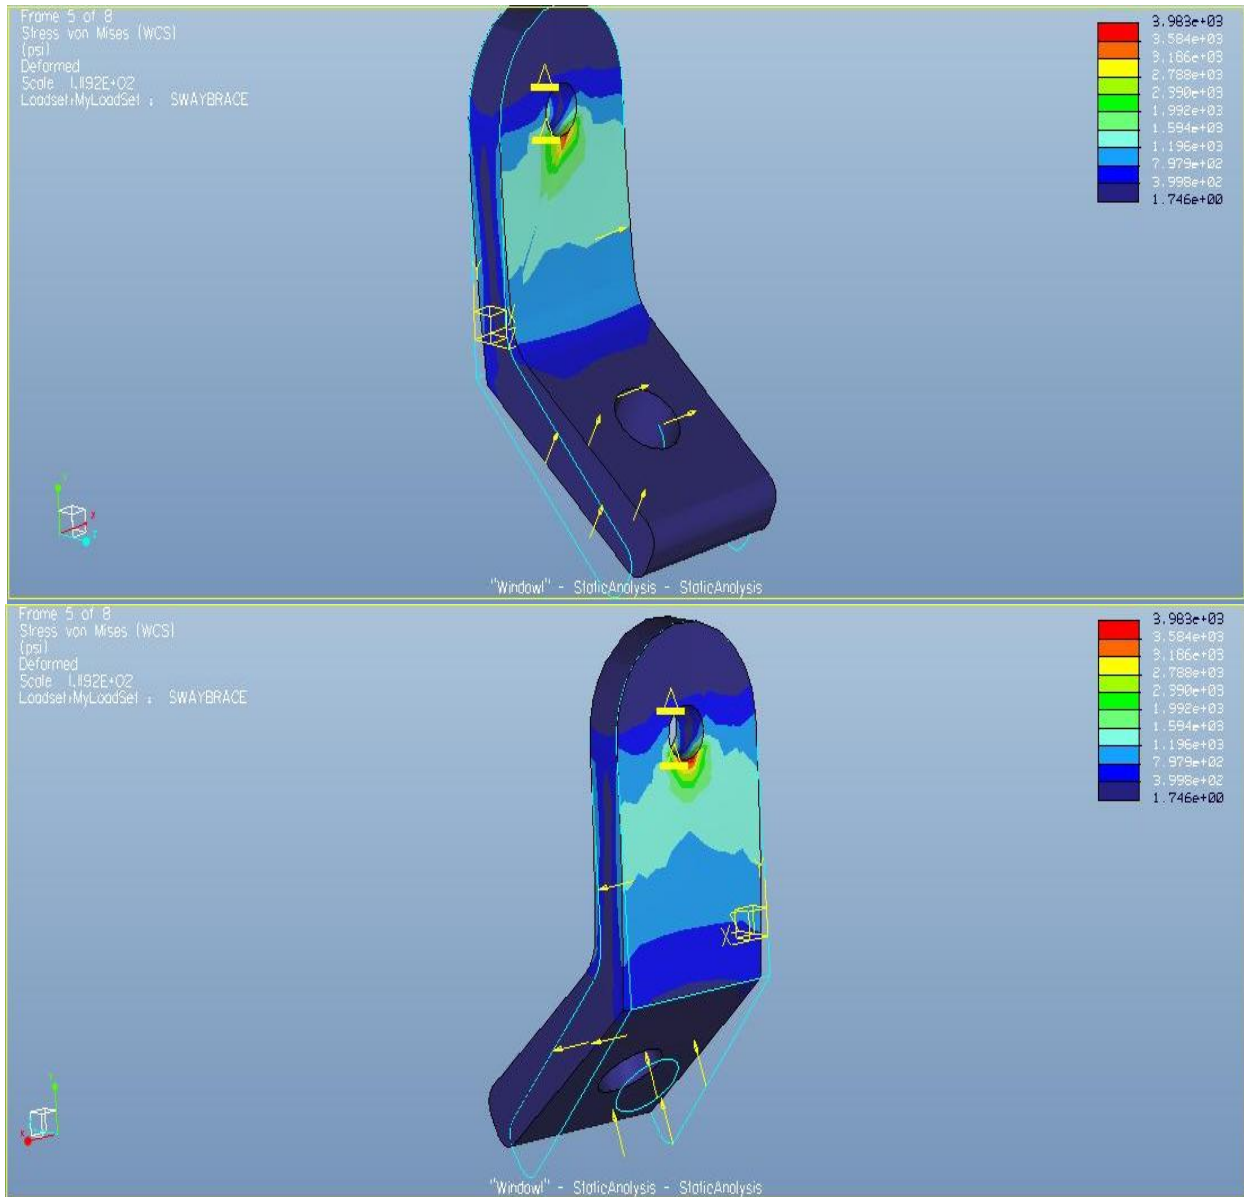 Frame 5 of 8
Stress von Mises (WCS)
(psi)
Deformed
Scale 1.1192E+02
Loadset:MyLoadSet : SWAYBRACE
3.983e+03
3.584e+03
3.186e+03
2.788e+03
2.390e+03
1.992e+03
1.594e+03
1.196e+03
7.979e+02
3.998e+02
1.746e+00
"Window1" - StaticAnalysis - StaticAnalysis
Frame 5 of 8
Stress von Mises (WCS)
(psi)
Deformed
Scale 1.1192E+02
Loadset:MyLoadSet : SWAYBRACE
3.983e+03
3.584e+03
3.186e+03
2.788e+03
2.390e+03
1.992e+03
1.594e+03
1.196e+03
7.979e+02
3.998e+02
1.746e+00
X
"Window1" - StaticAnalysis - StaticAnalysis